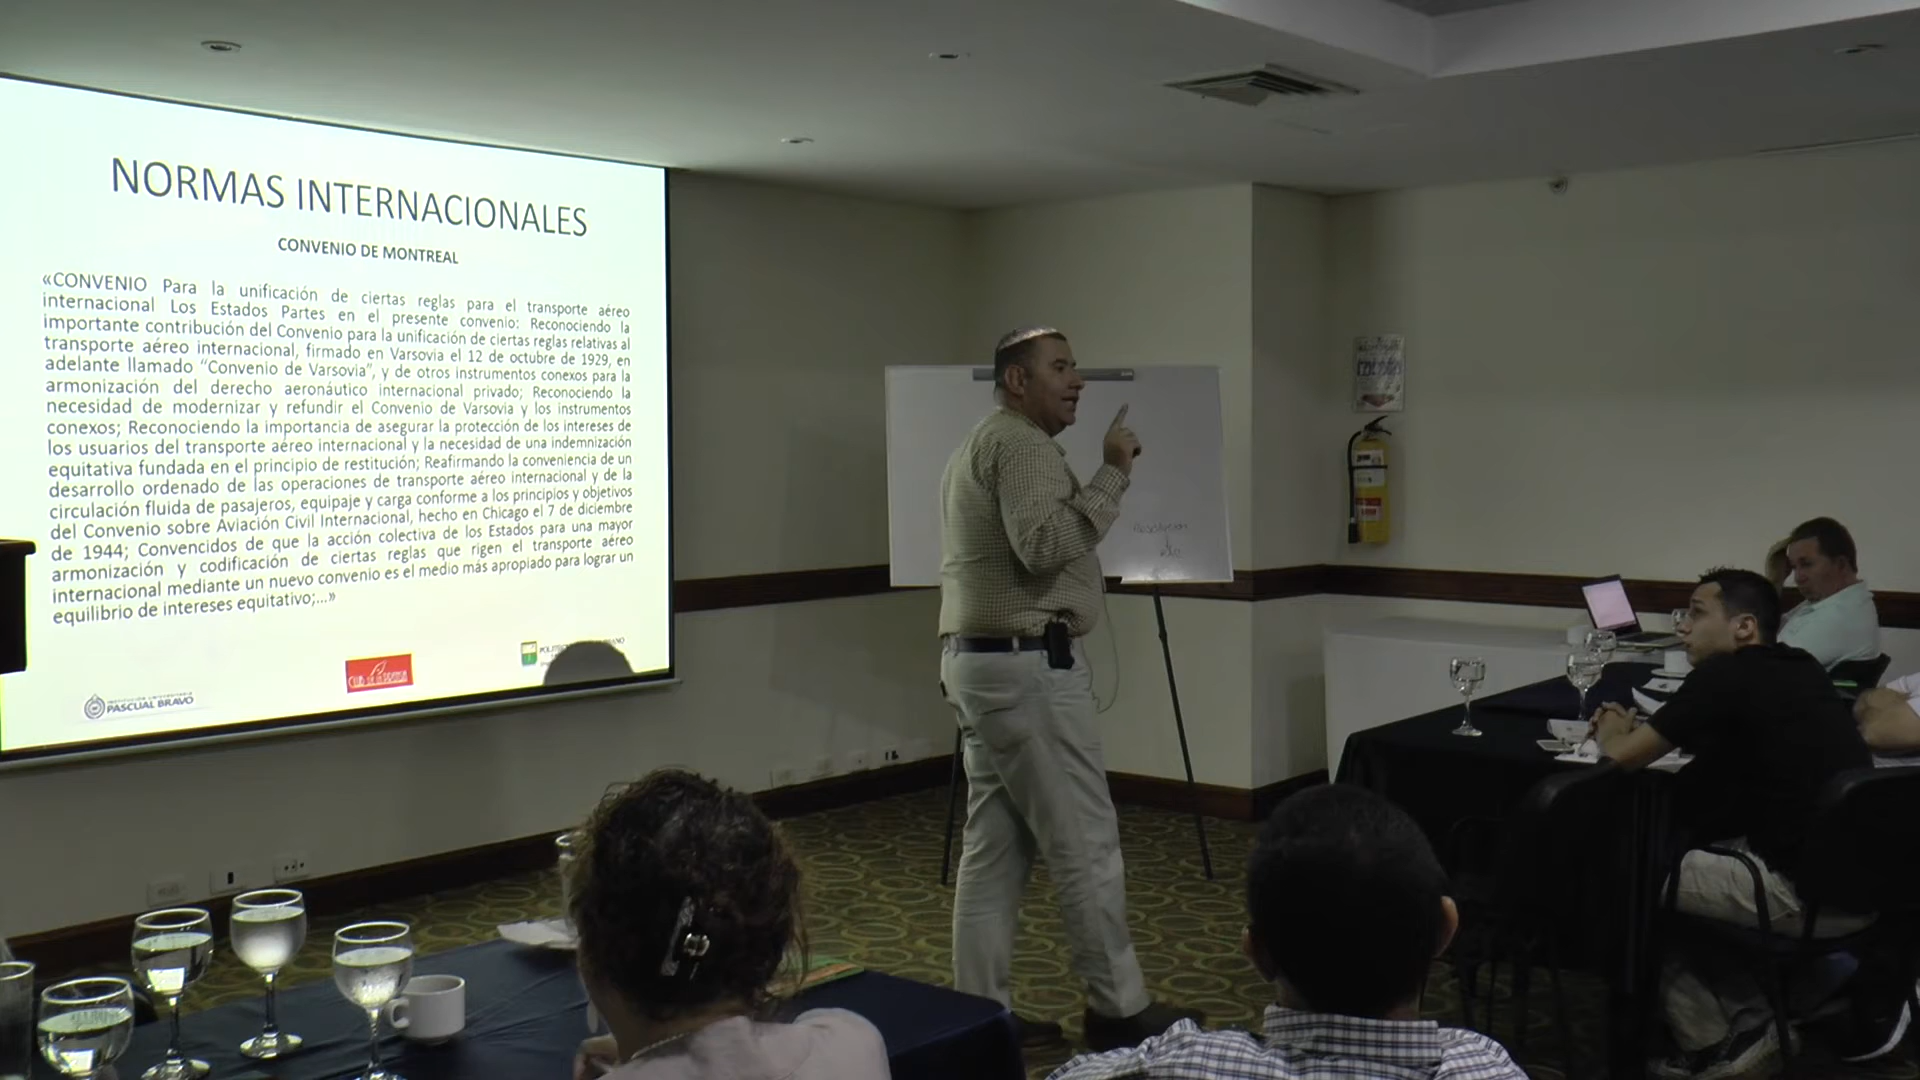 NORMAS INTERNACIONALES
CONVENIO DE MONTREAL
«CONVENIO Para la unificación de ciertas reglas para el transporte aéreo
internacional Los Estados Partes en el presente convenio: Reconociendo la
importante contribución del Convenio para la unificación de ciertas reglas relativas al
transporte aéreo internacional, firmado en Varsovia el 12 de octubre de 1929, en
adelante llamado “Convenio de Varsovia”, y de otros instrumentos conexos para la
armonización del derecho aeronáutico internacional privado; Reconociendo la
necesidad de modernizar y refundir el Convenio de Varsovia y los instrumentos
conexos; Reconociendo la importancia de asegurar la protección de los intereses de
los usuarios del transporte aéreo internacional y la necesidad de una indemnización
equitativa fundada en el principio de restitución; Reafirmando la conveniencia de un
desarrollo ordenado de las operaciones de transporte aéreo internacional y de la
circulación fluida de pasajeros, equipaje y carga conforme a los principios y objetivos
del Convenio sobre Aviación Civil Internacional, hecho en Chicago el 7 de diciembre
de 1944; Convencidos de que la acción colectiva de los Estados para una mayor
armonización y codificación de ciertas reglas que rigen el transporte aéreo
internacional mediante un nuevo convenio es el medio más apropiado para lograr un
equilibrio de intereses equitativo;...»
INSTITUCIÓN UNIVERSITARIA
PASCUAL BRAVO